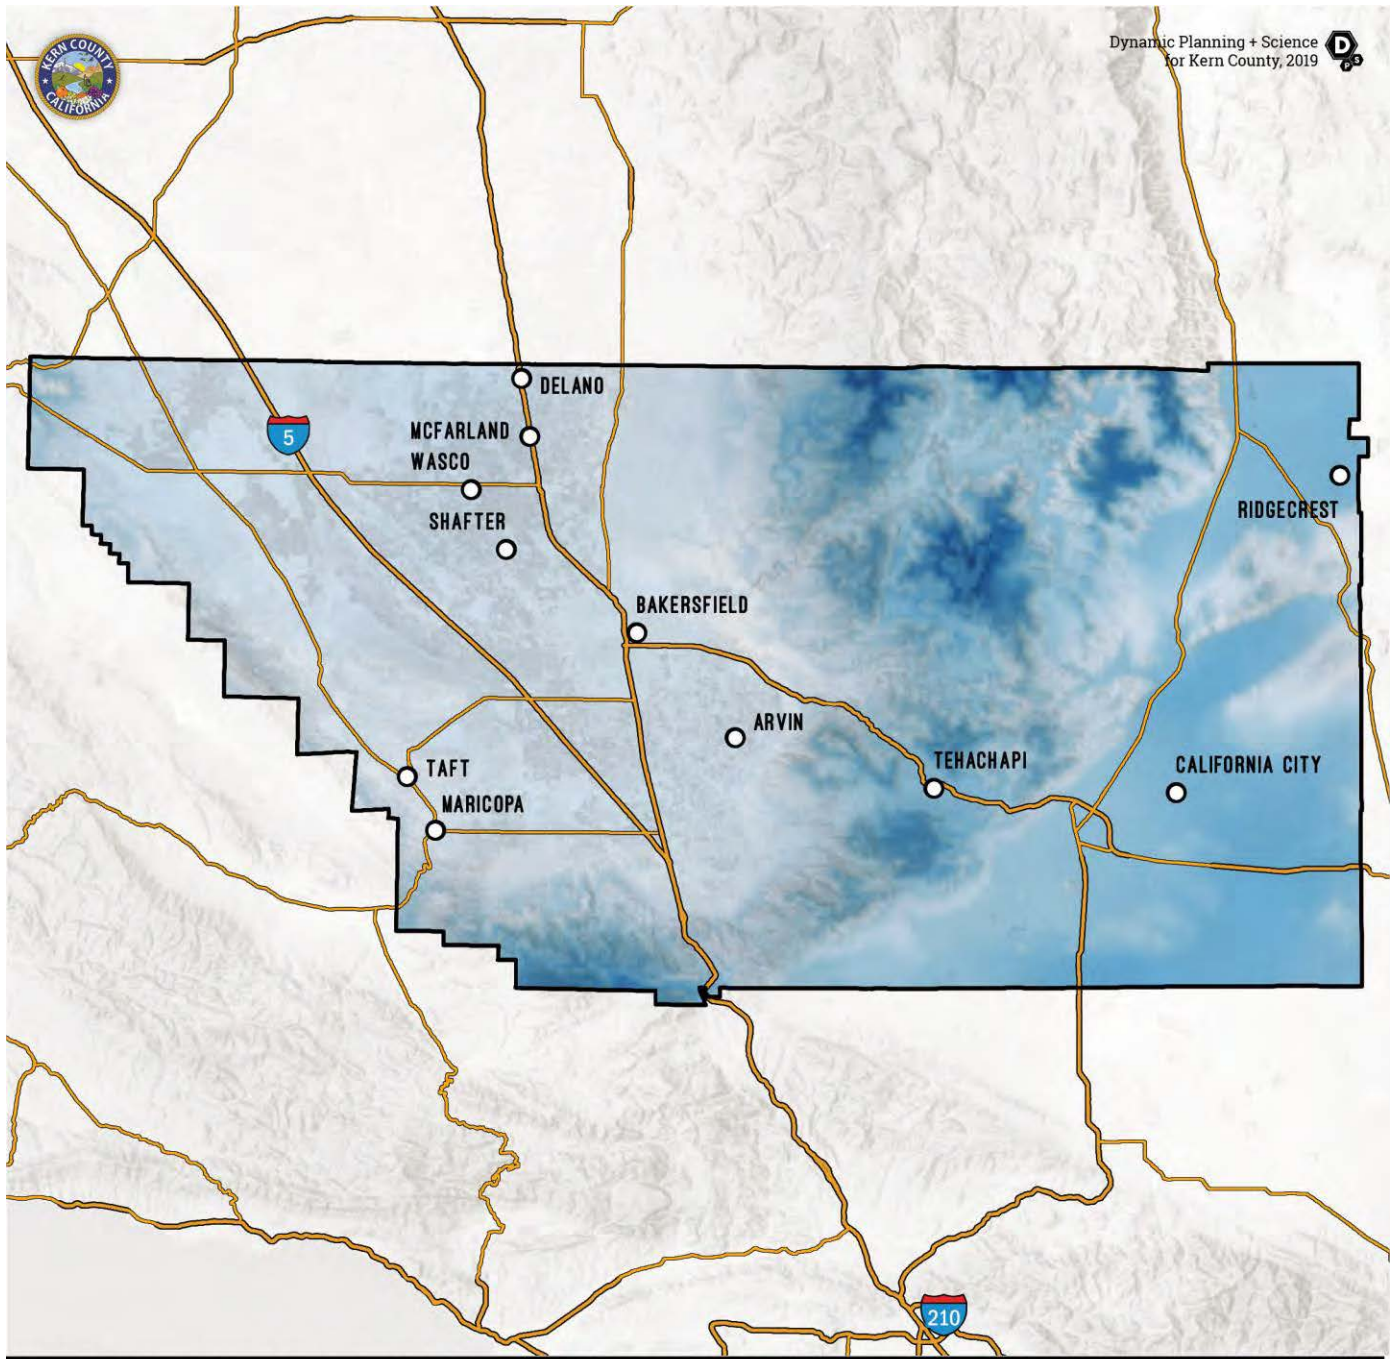 KERN COUNTY
CALIFORNIA
Dynamic Planning + Science
for Kern County, 2019
D
P
S
DELANO
5
MCFARLAND
WASCO
SHAFTER
RIDGECREST
BAKERSFIELD
ARVIN
TAFT
TEHACHAPI
CALIFORNIA CITY
MARICOPA
210